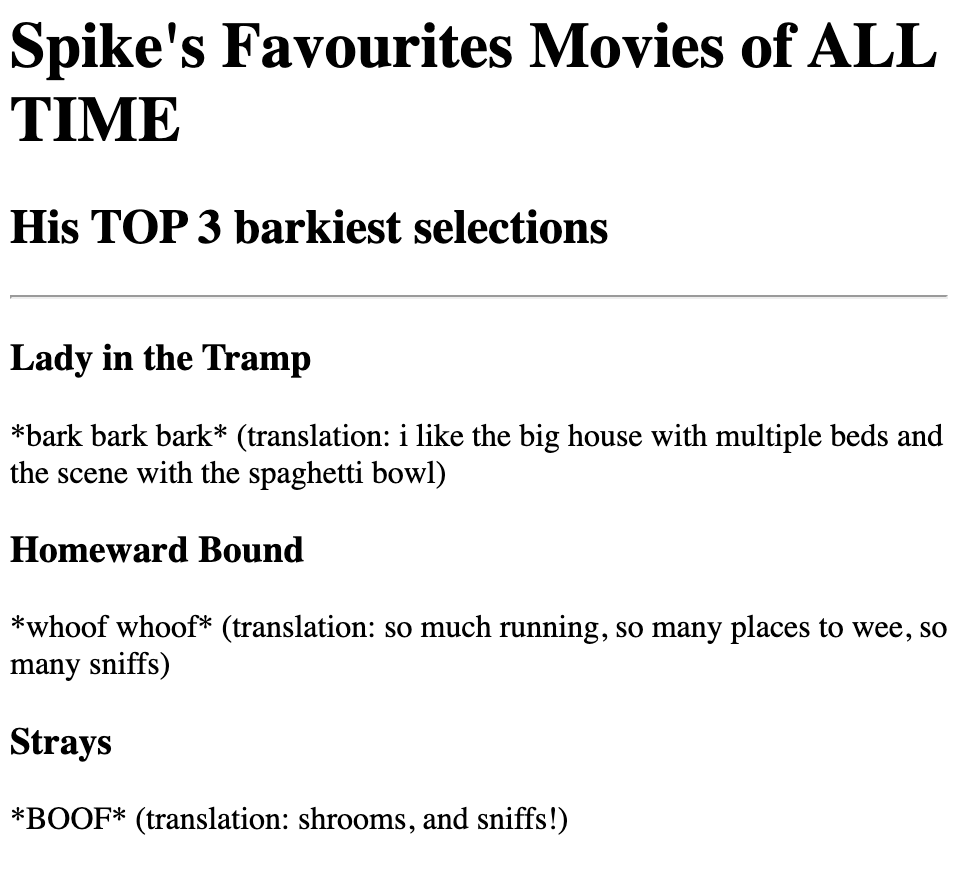 Spike's Favourites Movies of ALL
TIME
His TOP 3 barkiest selections
Lady in the Tramp
*bark bark bark* (translation: i like the big house with multiple beds and
the scene with the spaghetti bowl)
Homeward Bound
*whoof whoof* (translation: so much running, so many places to wee, so
many sniffs)
Strays
*BOOF* (translation: shrooms, and sniffs!)